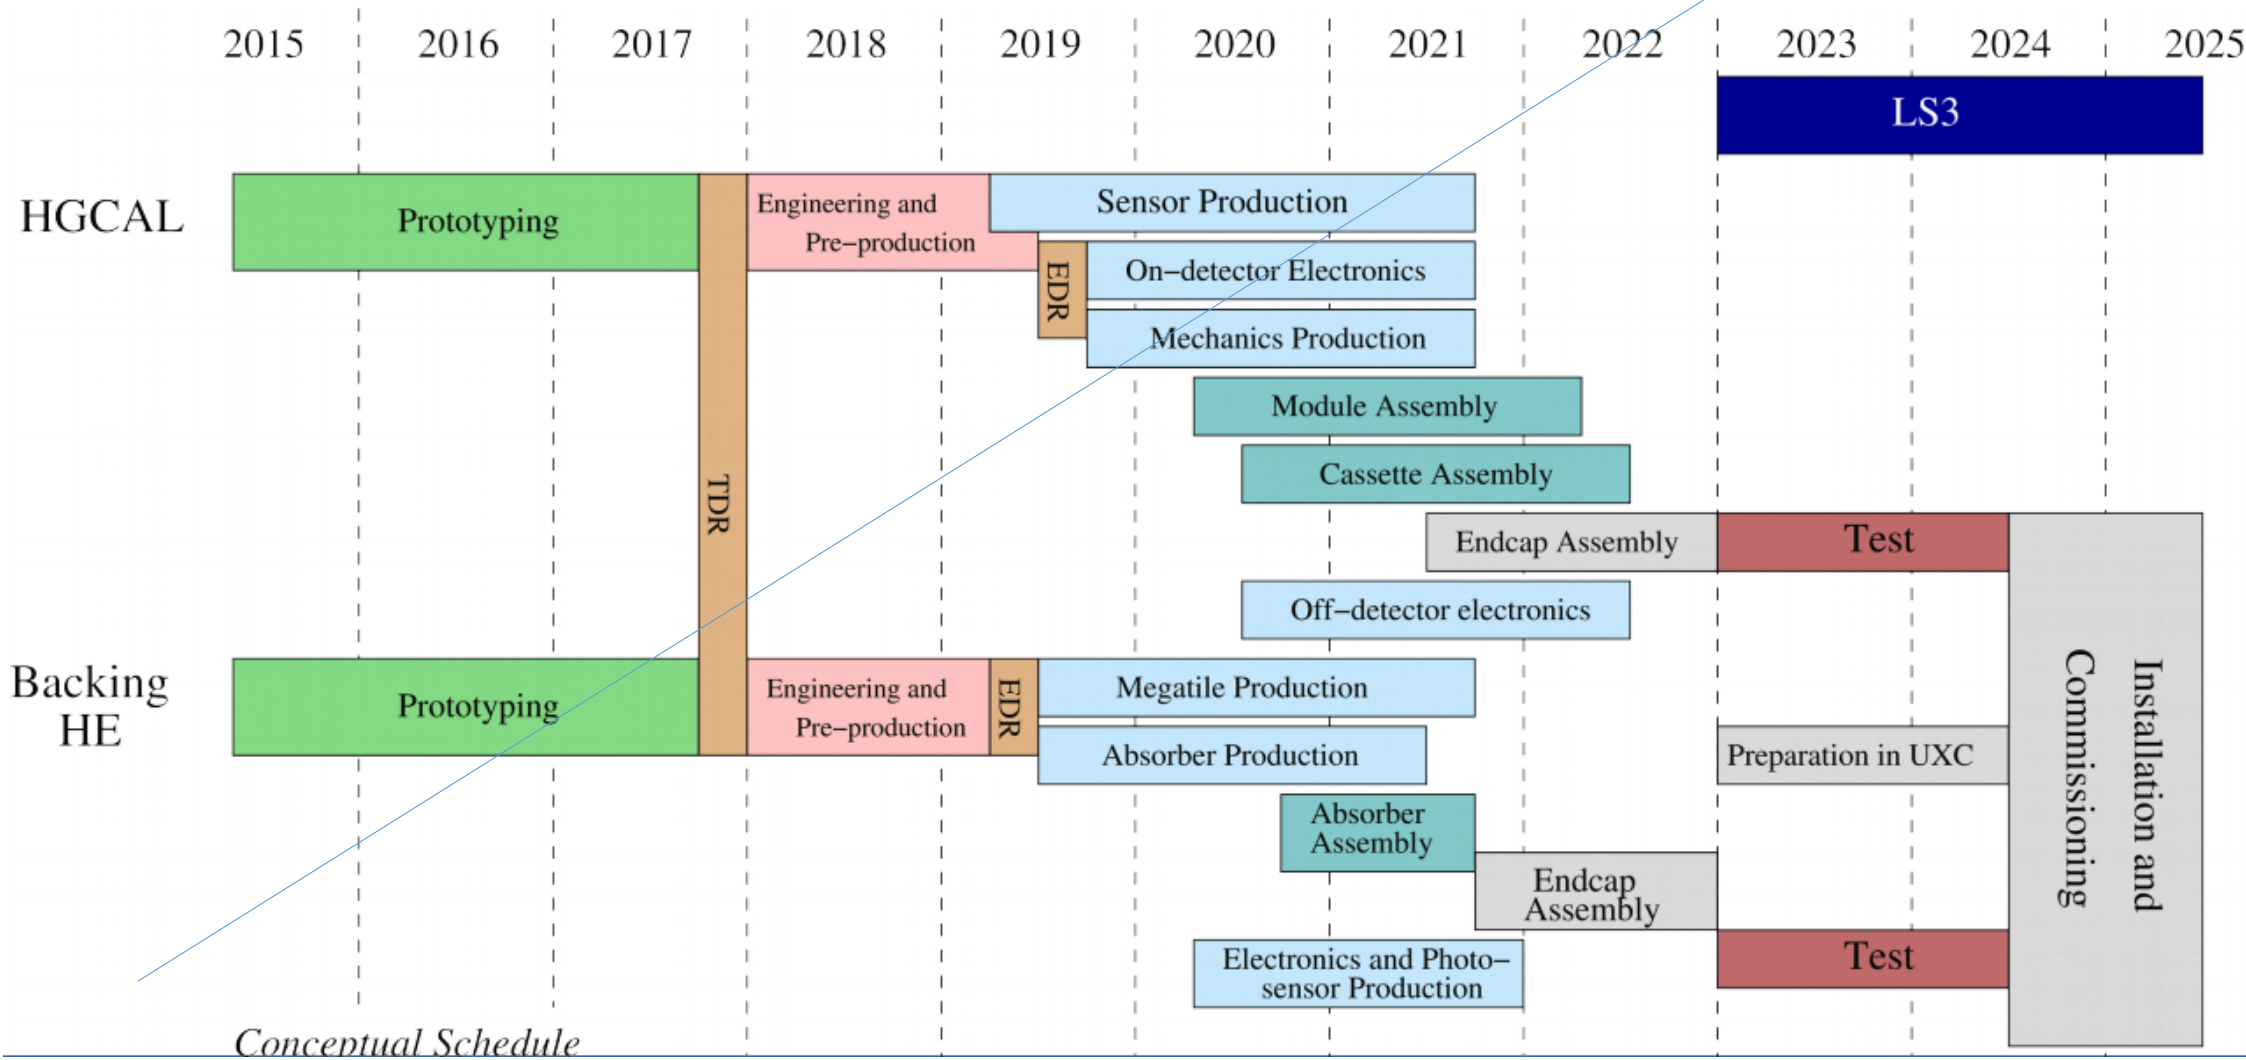 2015 2016 2017 2018 2019 2020 2021 2022 2023 2024 2025
LS3
HGCAL
Prototyping
TDR
Engineering and
Pre−production
Sensor Production
EDR
On−detector Electronics
Mechanics Production
Module Assembly
Cassette Assembly
Endcap Assembly
Test
Off−detector electronics
Backing
HE
Prototyping
Engineering and
Pre−production
EDR
Megatile Production
Absorber Production
Preparation in UXC
Installation and
Commissioning
Absorber
Assembly
Endcap
Assembly
Test
Electronics and Photo−
sensor Production
Conceptual Schedule